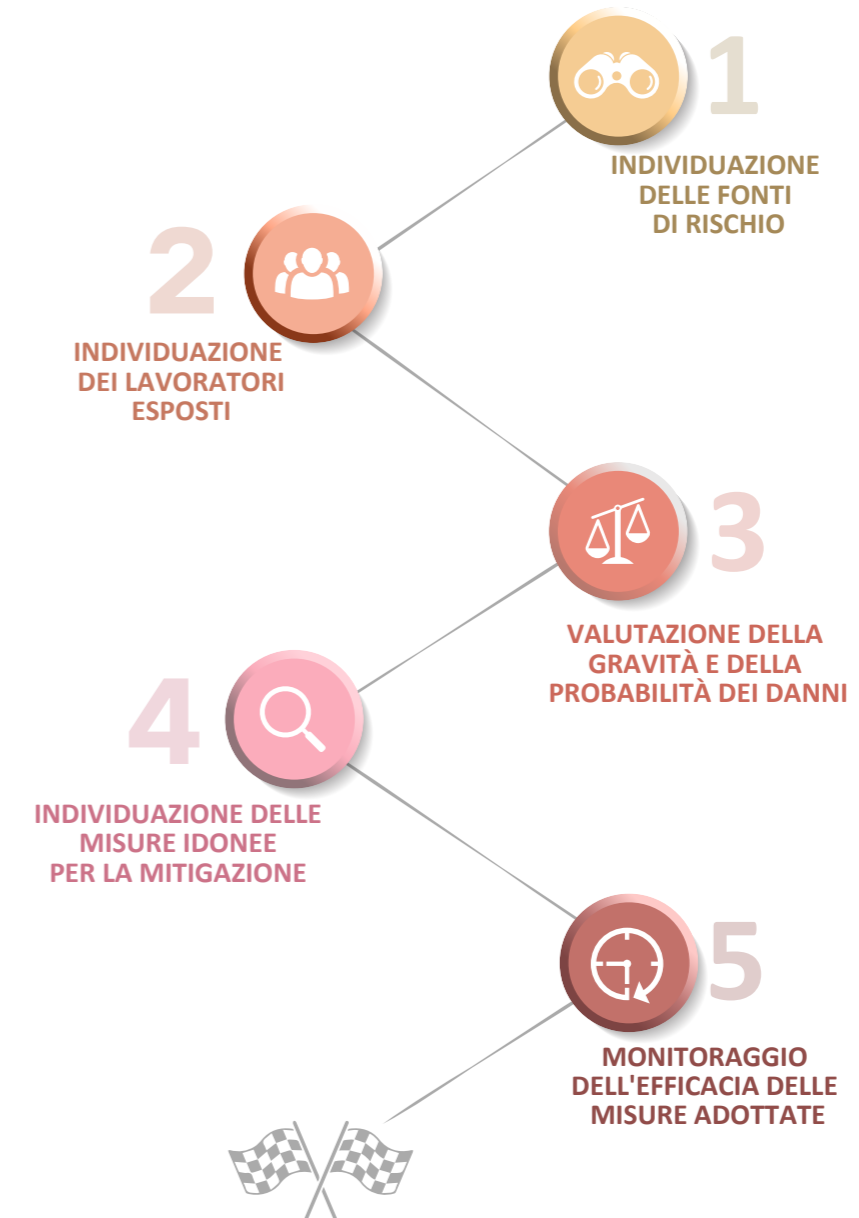 1
INDIVIDUAZIONE
DELLE FONTI
DI RISCHIO
2
INDIVIDUAZIONE
DEI LAVORATORI
ESPOSTI
3
VALUTAZIONE DELLA
GRAVITÀ E DELLA
PROBABILITÀ DEI DANNI
4
INDIVIDUAZIONE DELLE
MISURE IDONEE
PER LA MITIGAZIONE
5
MONITORAGGIO
DELL'EFFICACIA DELLE
MISURE ADOTTATE